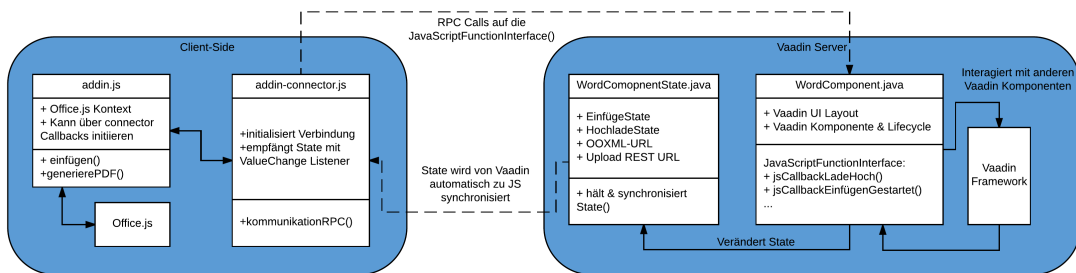 RPC Calls auf die
JavaScriptFunctionInterface()
Client-Side
addin.js
+ Office.js Kontext
+ Kann über connector
Callbacks initiieren
+ einfügen()
+generierePDF()
Office.js
addin-connector.js
+initialisiert Verbindung
+empfängt State mit
ValueChange Listener
+kommunikationRPC()
State wird von Vaadin
automatisch zu JS
synchronisiert
Vaadin Server
WordComopnentState.java
+ EinfügeState
+ HochladeState
+ OOXML-URL
+ Upload REST URL
+ hält & synchronisiert
State()
WordComponent.java
+ Vaadin UI Layout
+ Vaadin Komponente & Lifecycle
JavaScriptFunctionInterface:
+ jsCallbackLadeHoch()
+ jsCallbackEinfügenGestartet()
...
Verändert State
Interagiert mit anderen
Vaadin Komponenten
Vaadin
Framework